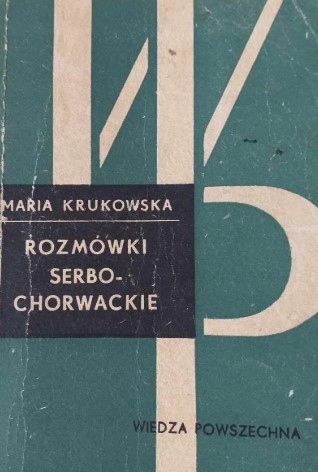 MARIA KRUKOWSKA
ROZMÓWKI
SERBO-
CHORWACKIE
WIEDZA POWSZECHNA